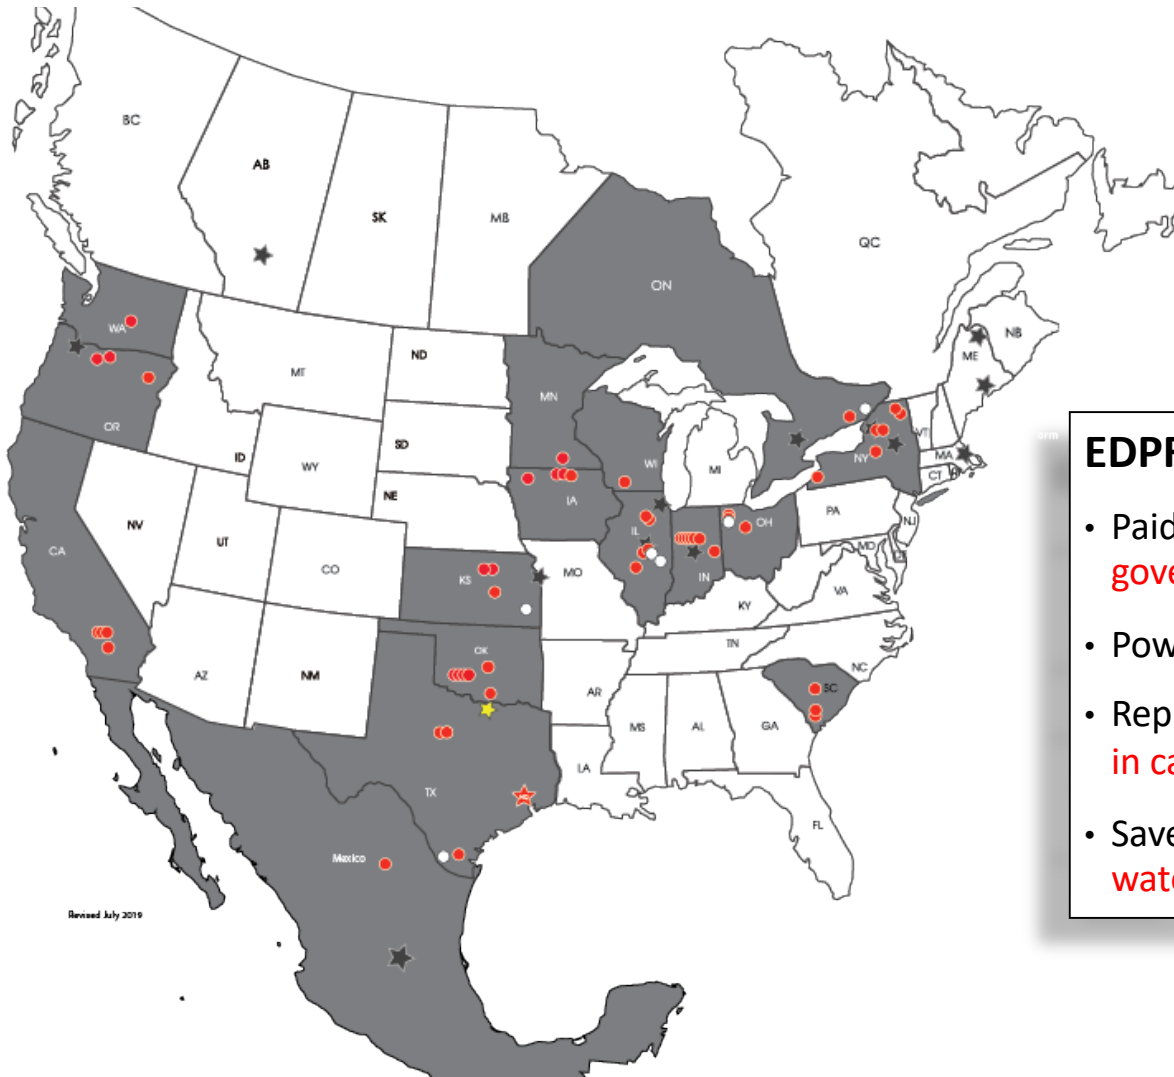 BC
AB
SK
MB
ON
QC
NB
ME
WA
OR
ID
MT
ND
SD
NE
WY
MN
WI
IA
MI
NY
VT
MA
CT
PA
NJ
MD
CA
NV
UT
CO
KS
MO
IL
IN
OH
KY
VA
AZ
NM
OK
AR
TN
NC
SC
MS
AL
GA
LA
TX
FL
HQ
Mexico
Revised July 2019
EDPR
• Paid
gove
• Pow
• Rep
in ca
• Save
wate